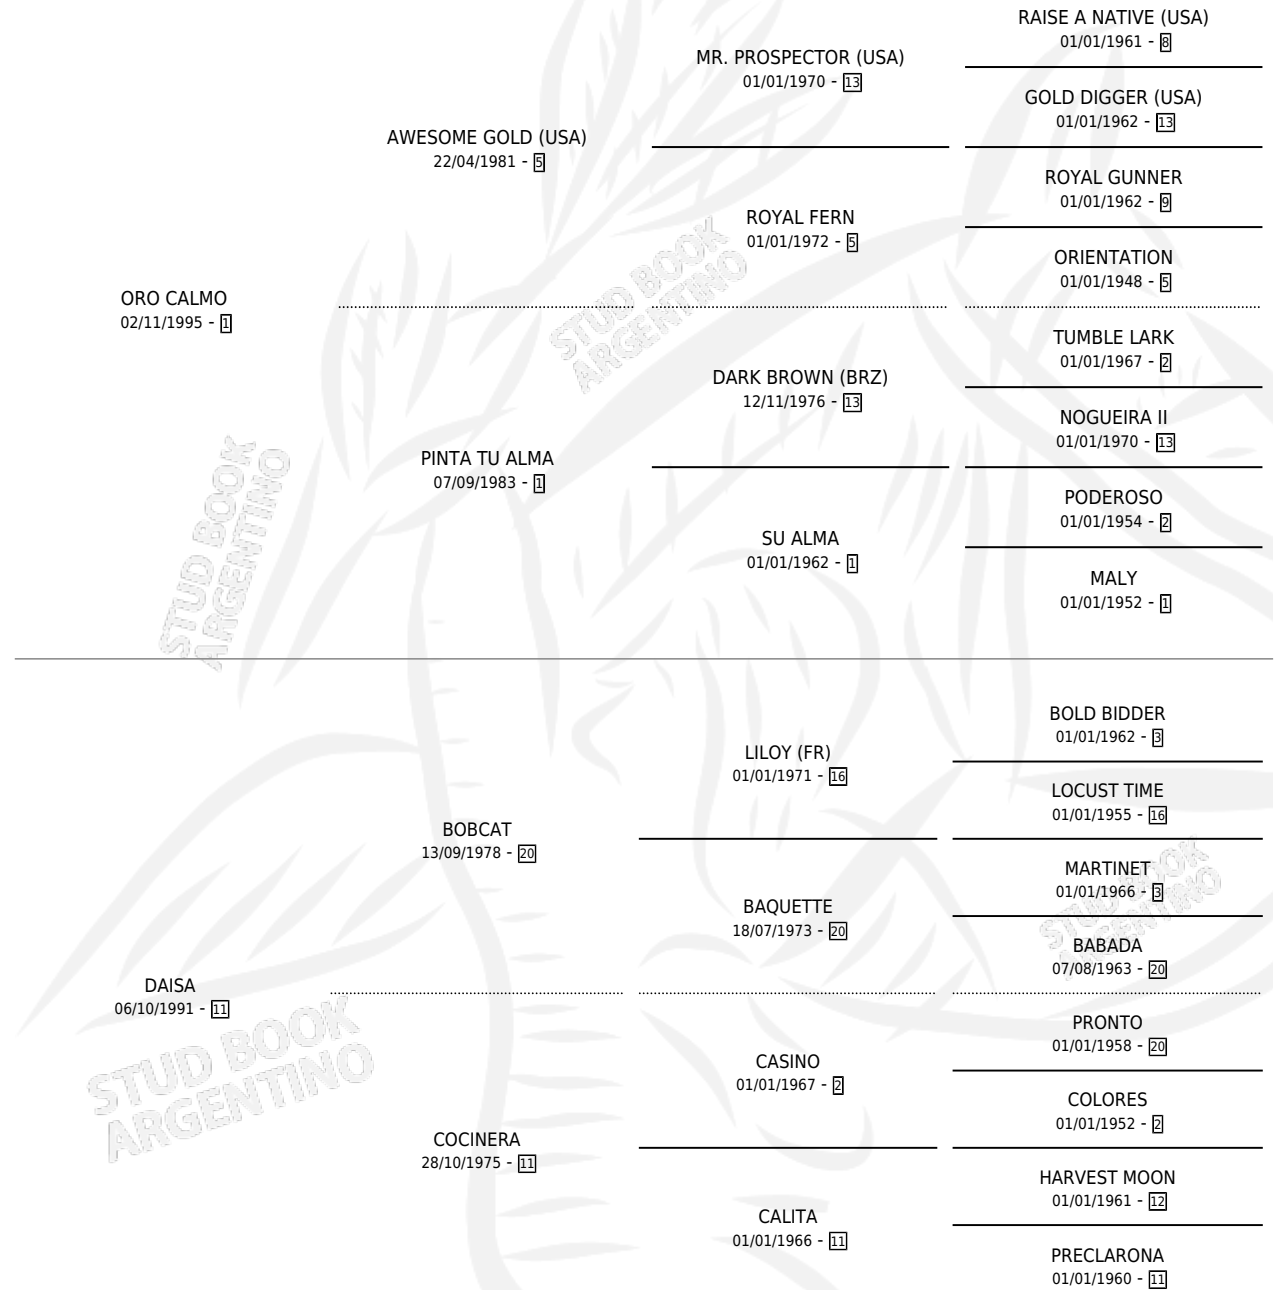 RAISE A NATIVE (USA)
01/01/1961 - 8
MR. PROSPECTOR (USA)
01/01/1970 - 13
GOLD DIGGER (USA)
01/01/1962 - 13
AWESOME GOLD (USA)
22/04/1981 - 5
ROYAL GUNNER
01/01/1962 - 9
ROYAL FERN
01/01/1972 - 5
ORIENTATION
01/01/1948 - 5
ORO CALMO
02/11/1995 - 1
TUMBLE LARK
01/01/1967 - 2
DARK BROWN (BRZ)
12/11/1976 - 13
NOGUEIRA II
01/01/1970 - 13
PINTA TU ALMA
07/09/1983 - 1
PODEROSO
01/01/1954 - 2
SU ALMA
01/01/1962 - 1
MALY
01/01/1952 - 1
BOLD BIDDER
01/01/1962 - 3
LILOY (FR)
01/01/1971 - 16
LOCUST TIME
01/01/1955 - 16
BOBCAT
13/09/1978 - 20
MARTINET
01/01/1966 - 3
BAQUETTE
18/07/1973 - 20
BABADA
07/08/1963 - 20
DAISA
06/10/1991 - 11
PRONTO
01/01/1958 - 20
CASINO
01/01/1967 - 2
COLORES
01/01/1952 - 2
COCINERA
28/10/1975 - 11
HARVEST MOON
01/01/1961 - 12
CALITA
01/01/1966 - 11
PRECLARONA
01/01/1960 - 11
STUD BOOK
ARGENTINO
STUD BOOK
ARGENTINO
STUD BOOK
ARGENTINO
STUD BOOK
ARGENTINO